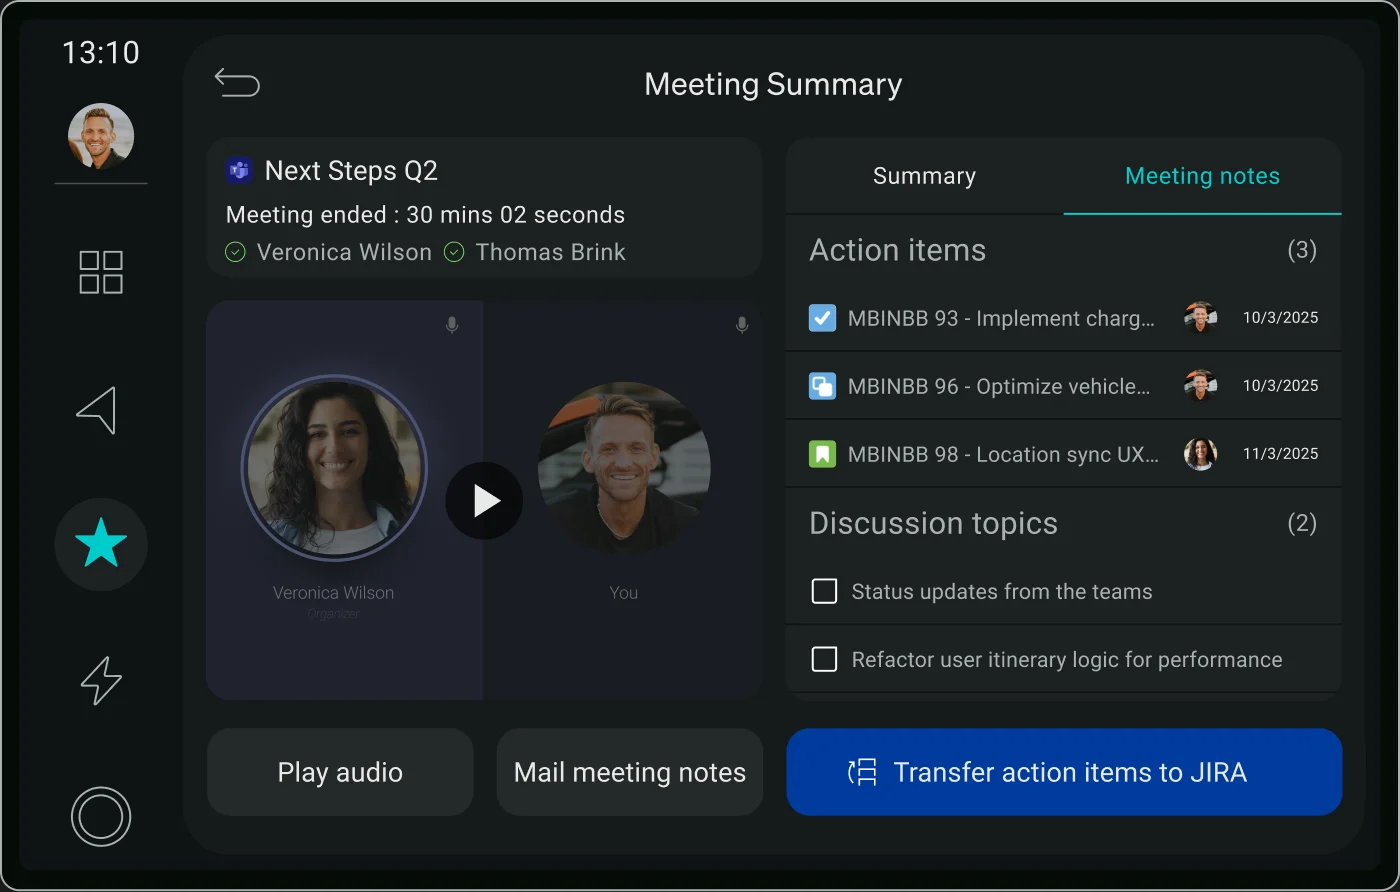 13:10
Meeting Summary
Next Steps Q2
Meeting ended : 30 mins 02 seconds
Veronica Wilson Thomas Brink
Veronica Wilson
Organizer
You
Summary Meeting notes
Action items (3)
MBINBB 93 - Implement charg... 10/3/2025
MBINBB 96 - Optimize vehicle... 10/3/2025
MBINBB 98 - Location sync UX... 11/3/2025
Discussion topics (2)
Status updates from the teams
Refactor user itinerary logic for performance
Play audio
Mail meeting notes
Transfer action items to JIRA